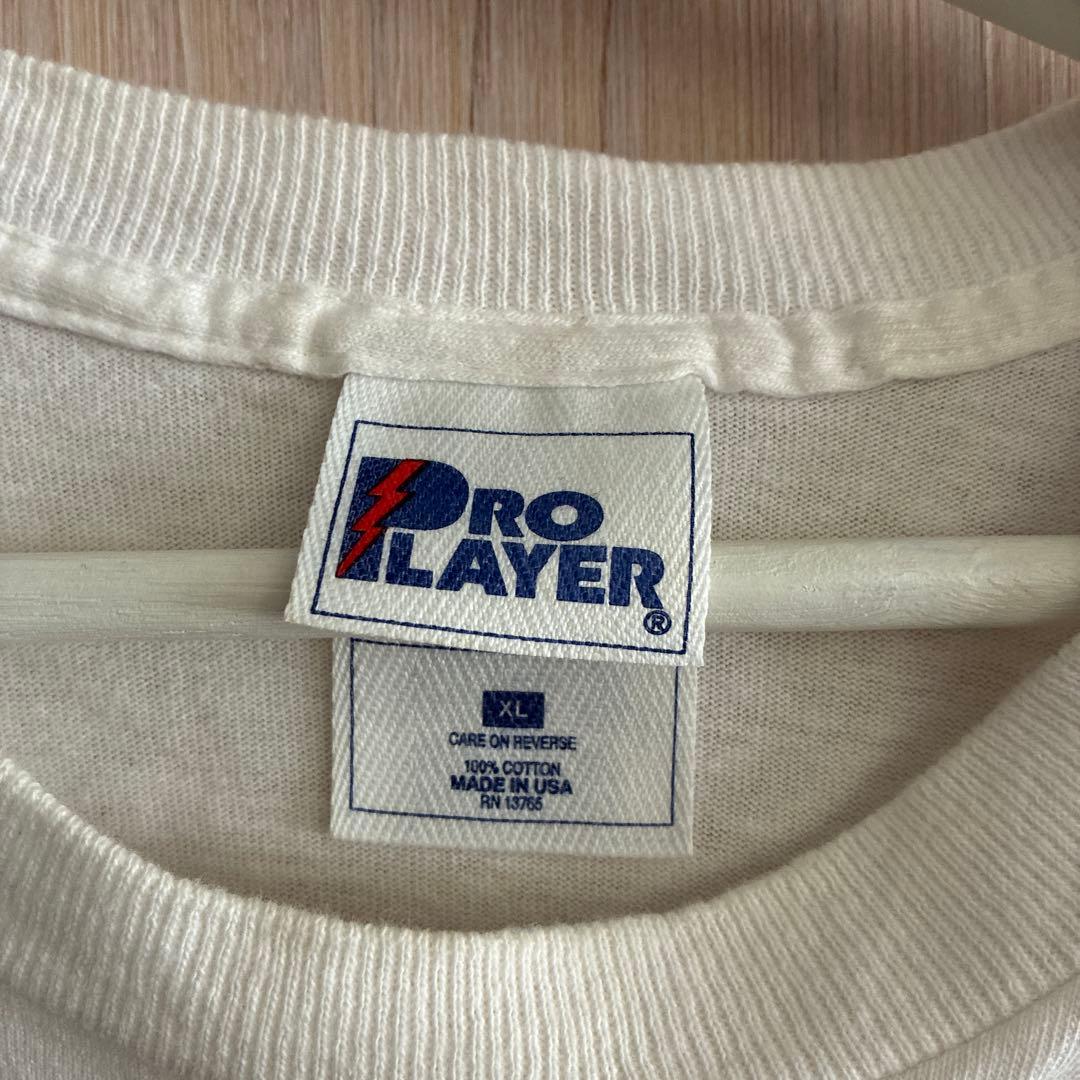 PRO
PLAYER
®
XL
CARE ON REVERSE
100% COTTON
MADE IN USA
RN 13765